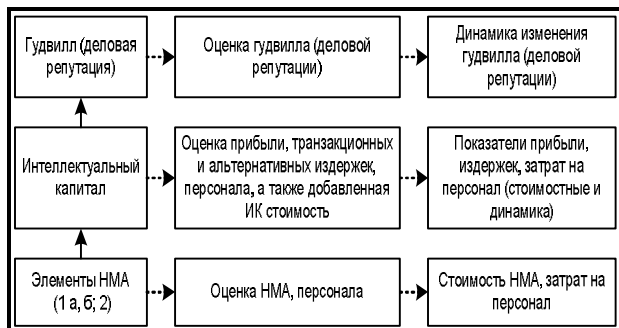 Гудвилл (деловая
репутация)
Оценка гудвилла (деловой
репутации)
Динамика изменения
гудвилла (деловой
репутации)
Интеллектуальный
капитал
Оценка прибыли, транзакционных
и альтернативных издержек,
персонала, а также добавленная
ИК стоимость
Показатели прибыли,
издержек, затрат на
персонал (стоимостные и
динамика)
Элементы НМА
(1 а, б; 2)
Оценка НМА, персонала
Стоимость НМА, затрат на
персонал